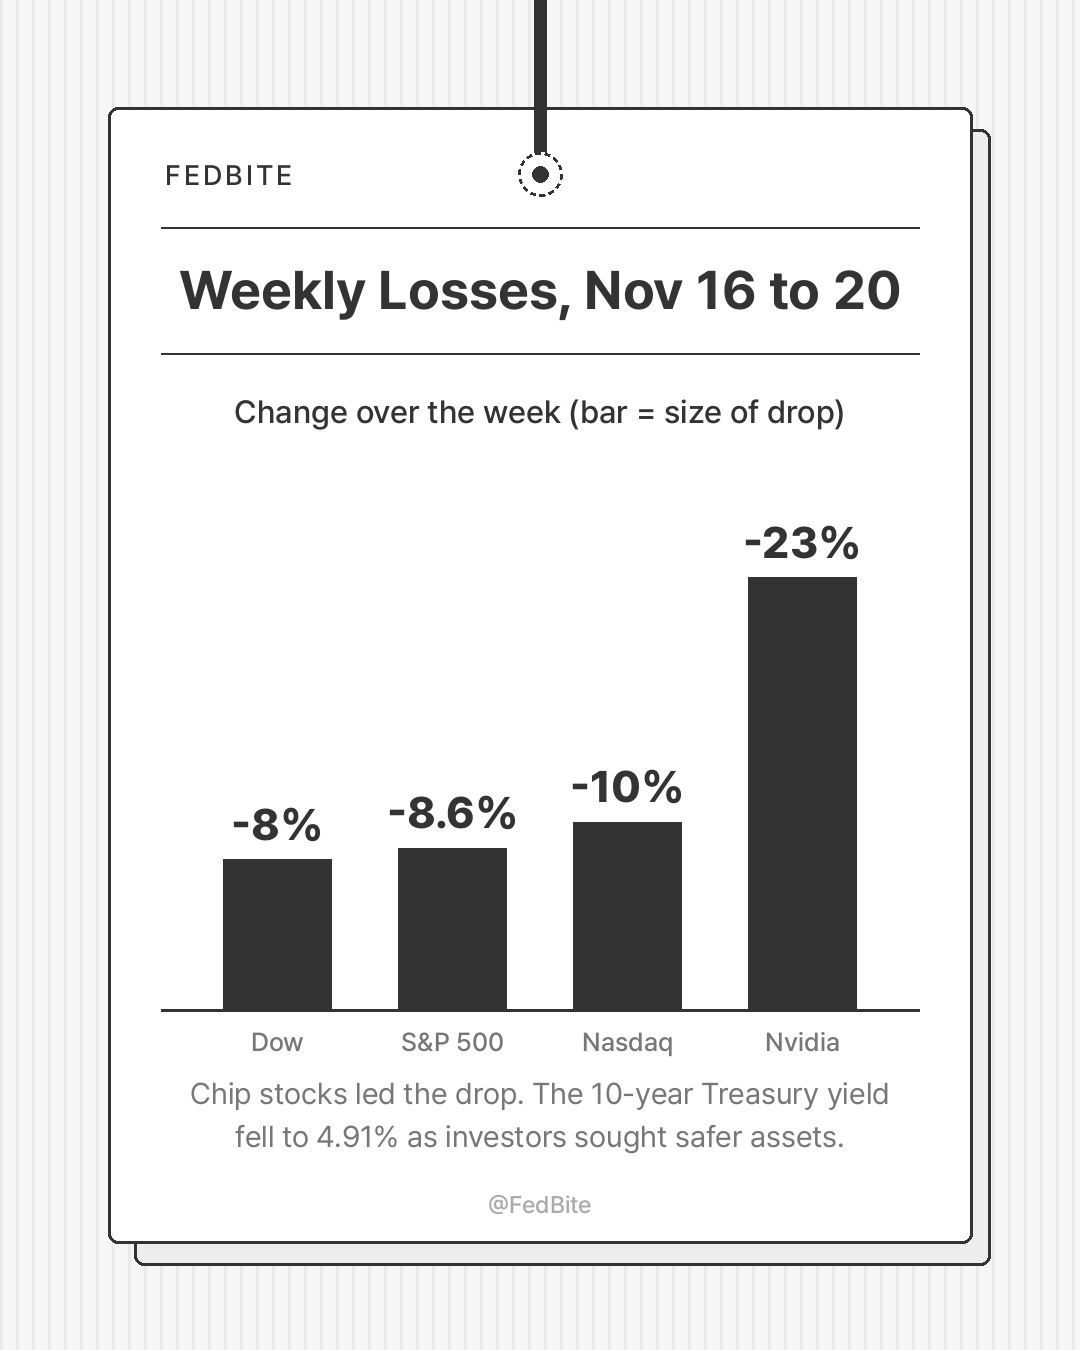 FEDBITE
Weekly Losses, Nov 16 to 20
Change over the week (bar = size of drop)
-8%
-8.6%
-10%
-23%
Dow
S&P 500
Nasdaq
Nvidia
Chip stocks led the drop. The 10-year Treasury yield
fell to 4.91% as investors sought safer assets.
@FedBite